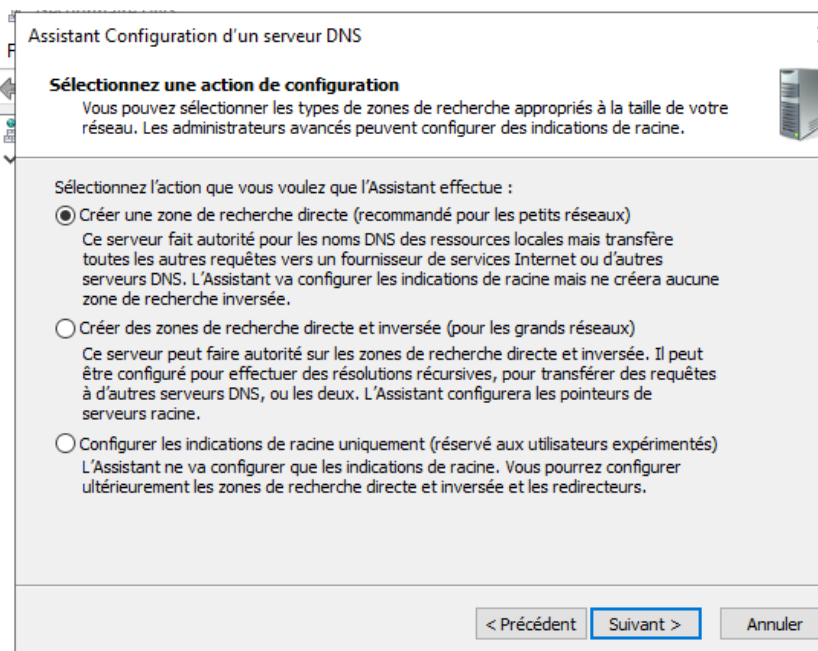 Assistant Configuration d'un serveur DNS
Sélectionnez une action de configuration
Vous pouvez sélectionner les types de zones de recherche appropriés à la taille de votre
réseau. Les administrateurs avancés peuvent configurer des indications de racine.
Sélectionnez l'action que vous voulez que l'Assistant effectue :
Créer une zone de recherche directe (recommandé pour les petits réseaux)
Ce serveur fait autorité pour les noms DNS des ressources locales mais transfère
toutes les autres requêtes vers un fournisseur de services Internet ou d'autres
serveurs DNS. L'Assistant va configurer les indications de racine mais ne créera aucune
zone de recherche inversée.
Créer des zones de recherche directe et inversée (pour les grands réseaux)
Ce serveur peut faire autorité sur les zones de recherche directe et inversée. Il peut
être configuré pour effectuer des résolutions récursives, pour transférer des requêtes
à d'autres serveurs DNS, ou les deux. L'Assistant configurera les pointeurs de
serveurs racine.
Configurer les indications de racine uniquement (réservé aux utilisateurs expérimentés)
L'Assistant ne va configurer que les indications de racine. Vous pourrez configurer
ultérieurement les zones de recherche directe et inversée et les redirecteurs.
< Précédent Suivant > Annuler